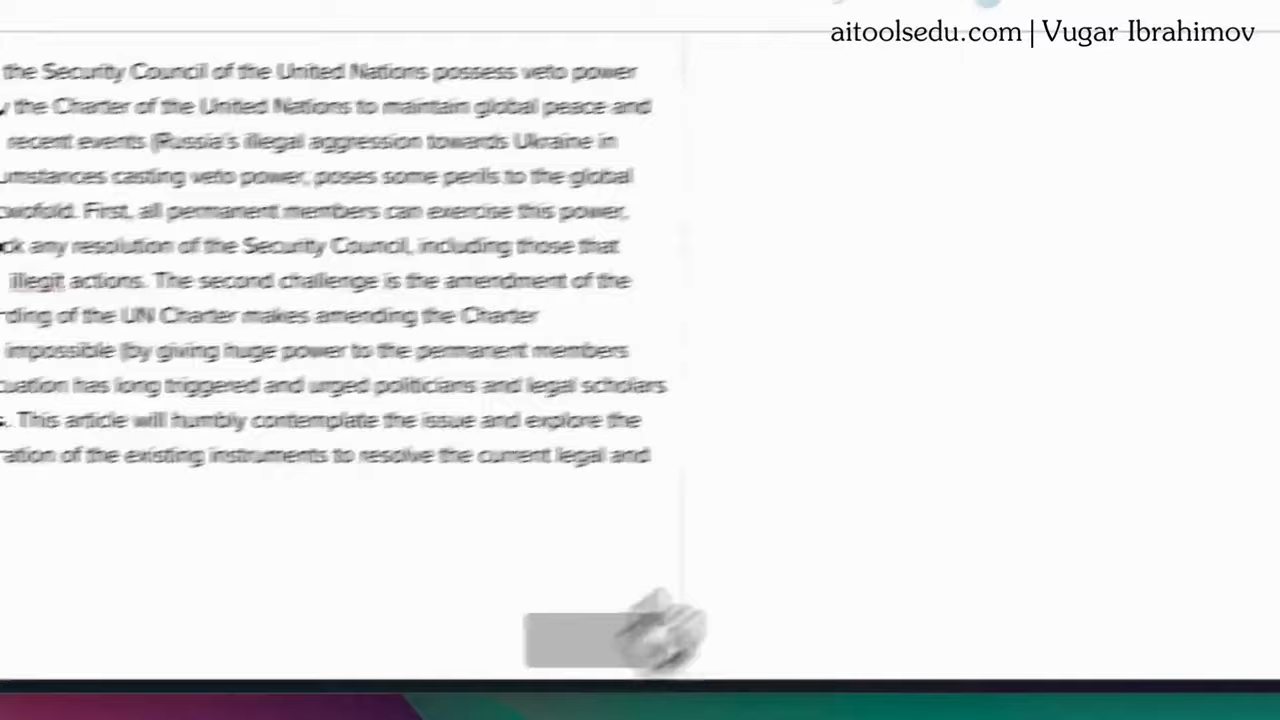 aitoolsedu.com | Vugar Ibrahimov
the Security Council of the United Nations possess veto power
the Charter of the United Nations to maintain global peace and
recent events (Russia's illegal aggression towards Ukraine in
casting veto power, poses some perils to the global
First, all permanent members can exercise this power,
any resolution of the Security Council, including those that
illegit actions. The second challenge is the amendment of the
of the UN Charter makes amending the Charter
impossible (by giving huge power to the permanent members
has long triggered and urged politicians and legal scholars
This article will humbly contemplate the issue and explore the
of the existing instruments to resolve the current legal and